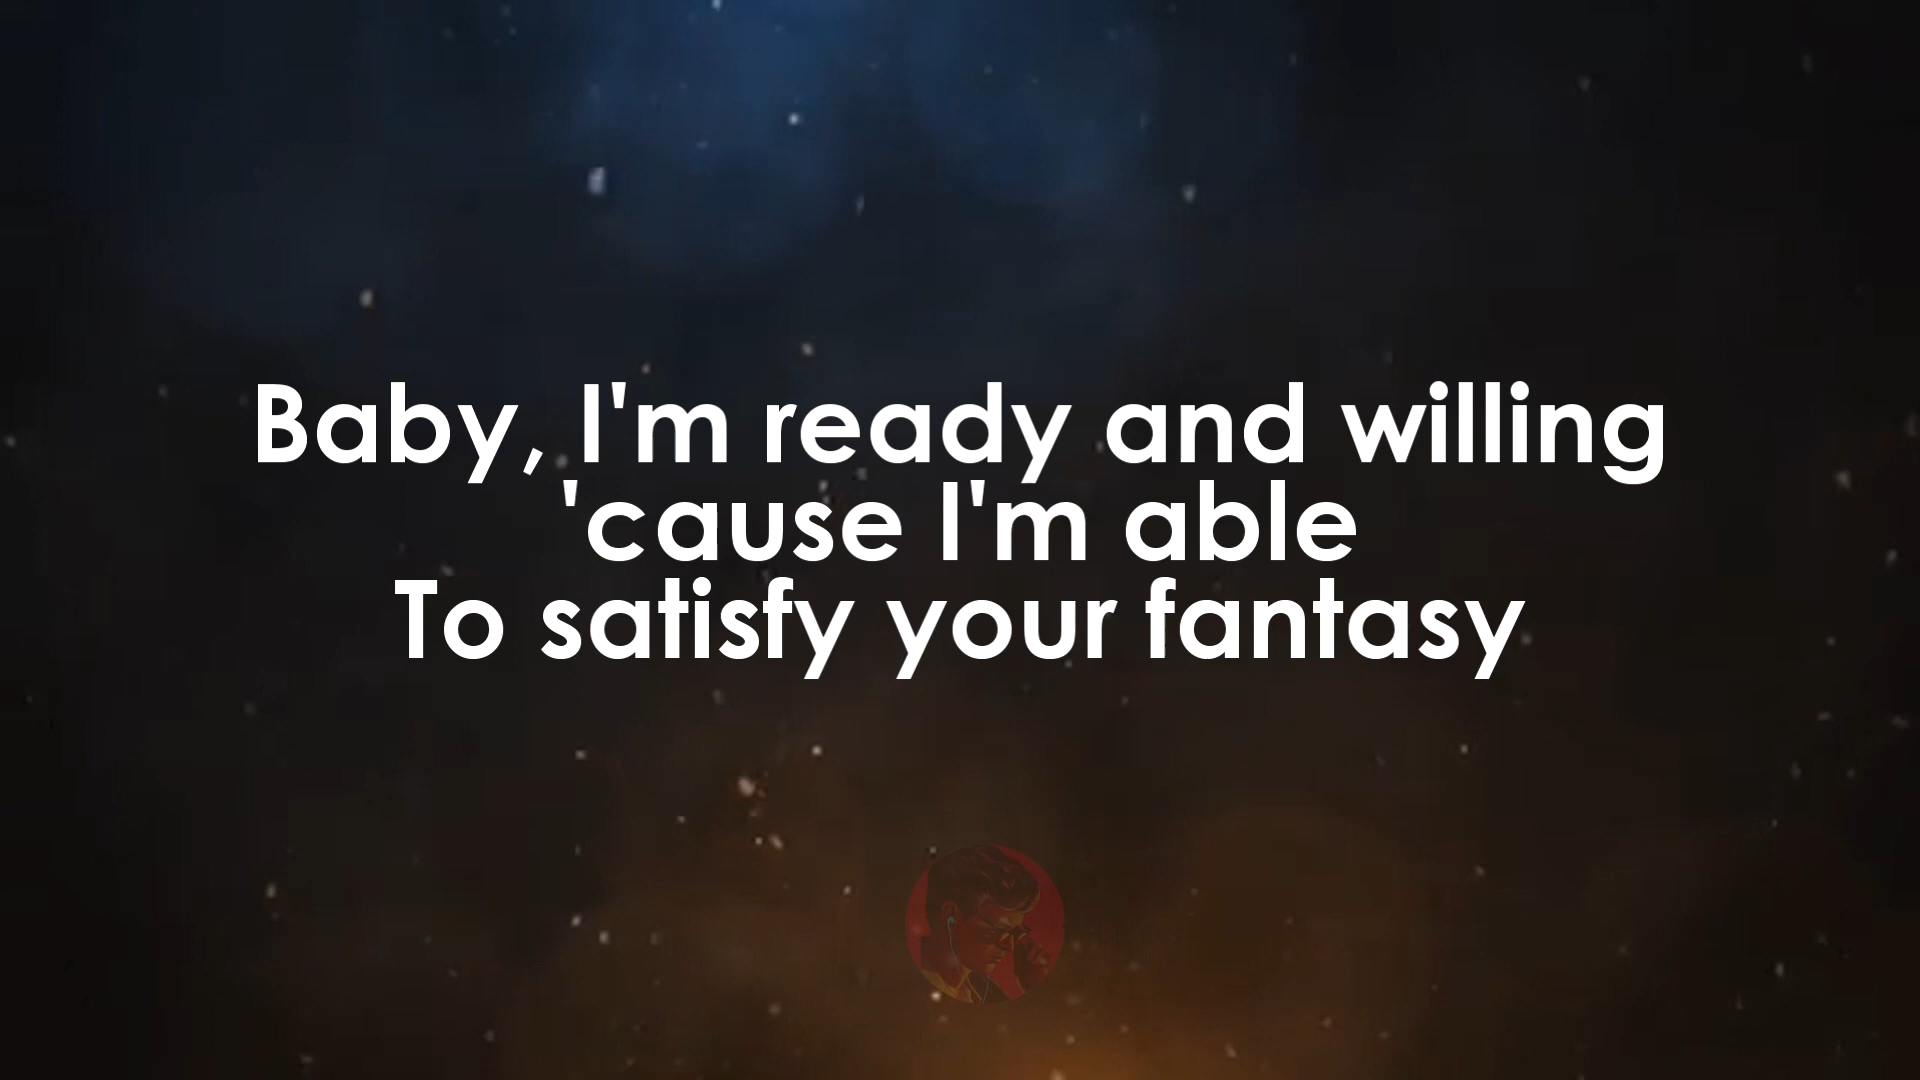 Baby, I'm ready and willing
'cause I'm able
To satisfy your fantasy